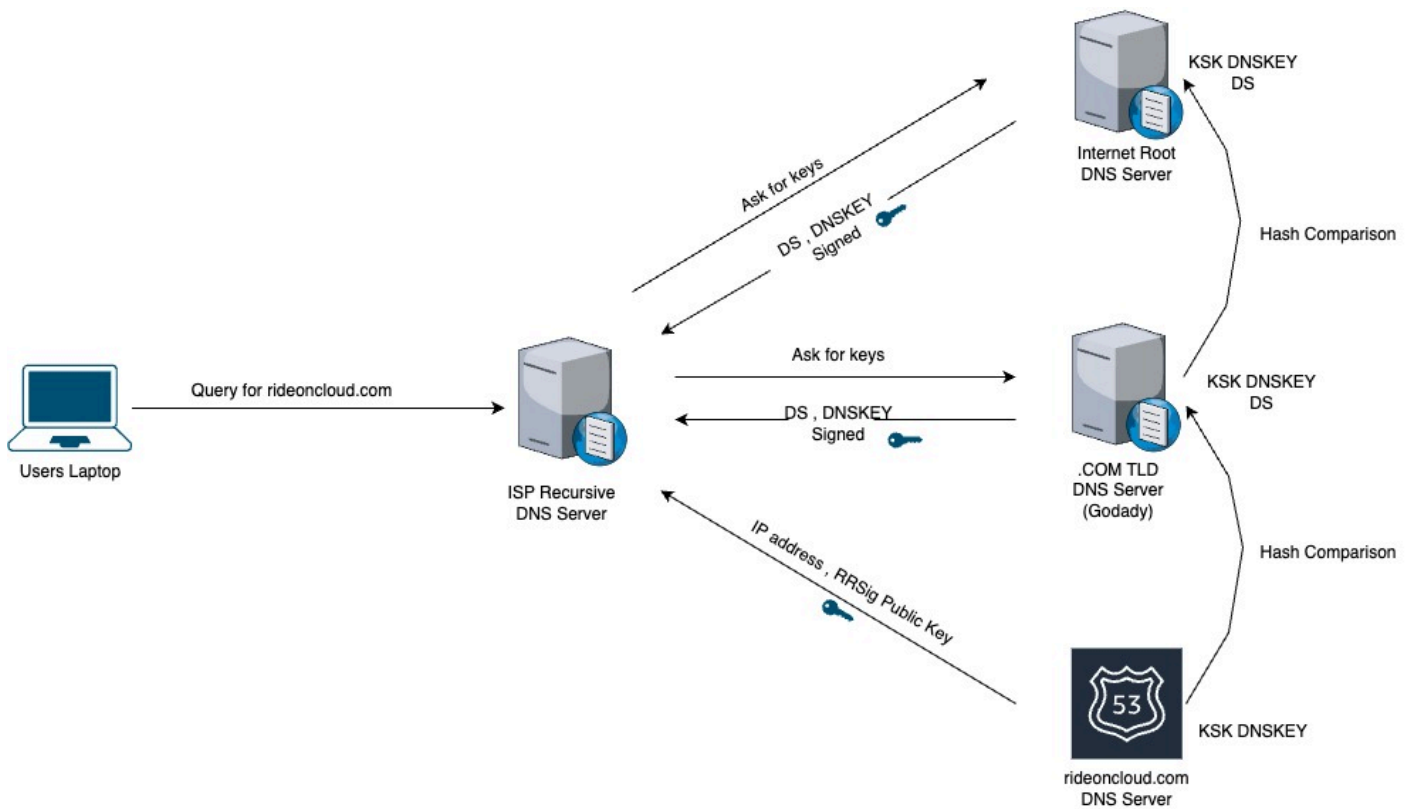 KSK DNSKEY
DS
Internet Root
DNS Server
Ask for keys
DS , DNSKEY
Signed
Hash Comparison
Ask for keys
DS , DNSKEY
Signed
KSK DNSKEY
DS
.COM TLD
DNS Server
(Godady)
Query for rideoncloud.com
Users Laptop
ISP Recursive
DNS Server
IP address , RRSig Public Key
Hash Comparison
53
KSK DNSKEY
rideoncloud.com
DNS Server